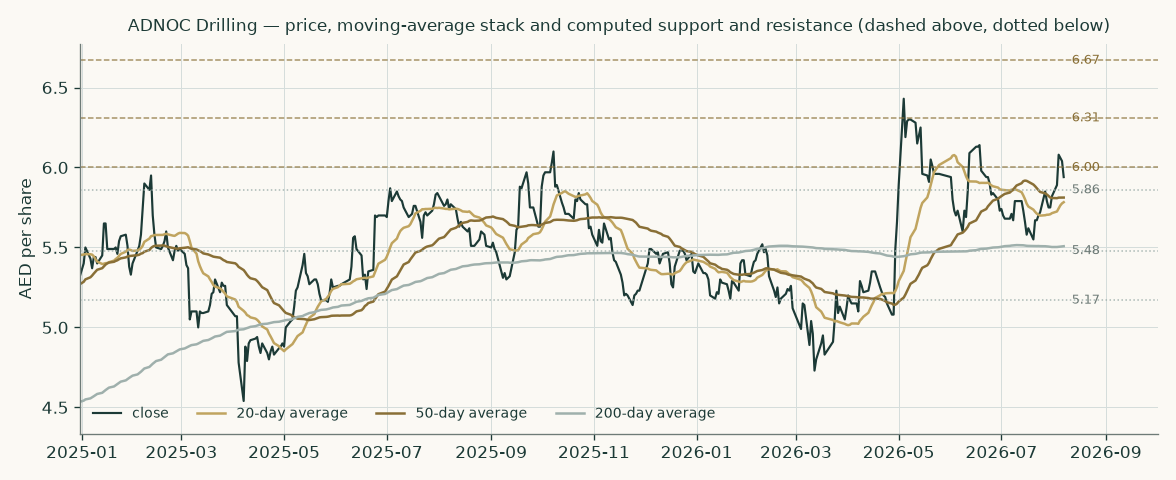 ADNOC Drilling — price, moving-average stack and computed support and resistance (dashed above, dotted below)
AED per share
6.5
6.0
5.5
5.0
4.5
6.67
6.31
6.00
5.86
5.48
5.17
close 20-day average 50-day average 200-day average
2025-01 2025-03 2025-05 2025-07 2025-09 2025-11 2026-01 2026-03 2026-05 2026-07 2026-09